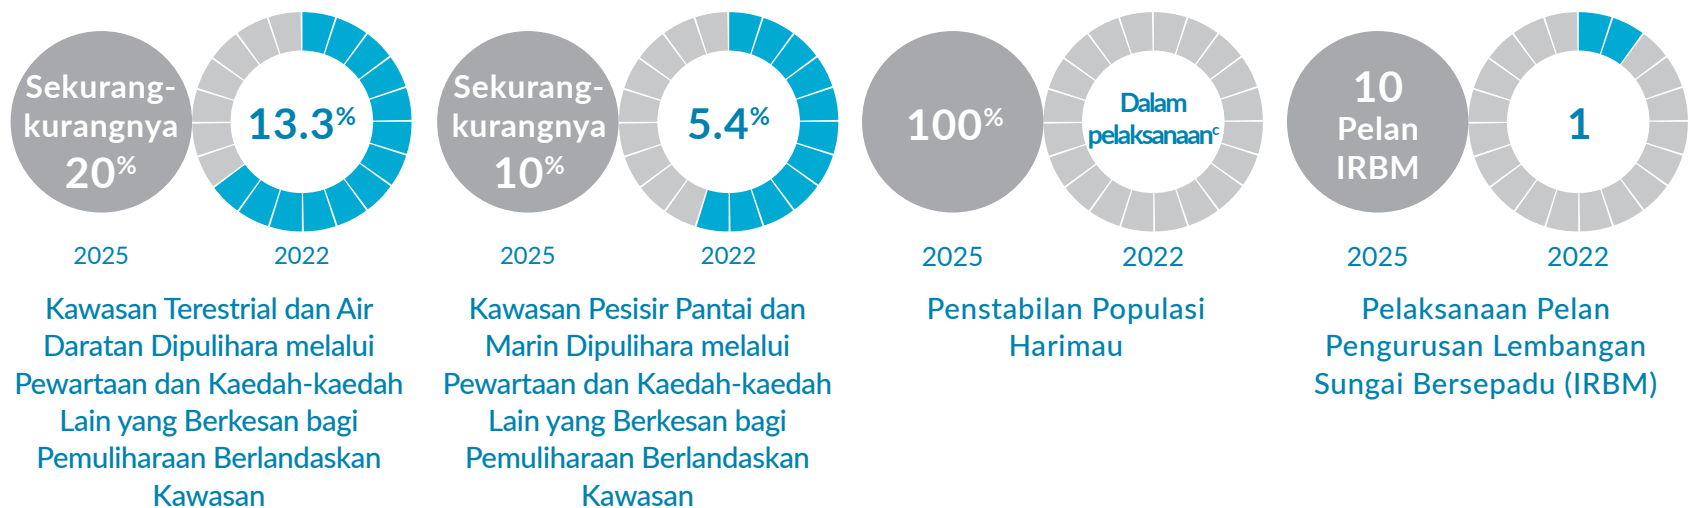 Sekurang-
kurangnya
20%
13.3%
2025
2022
Kawasan Terestrial dan Air
Daratan Dipulihara melalui
Pewartaan dan Kaedah-kaedah
Lain yang Berkesan bagi
Pemuliharaan Berlandaskan
Kawasan
Sekurang-
kurangnya
10%
5.4%
2025
2022
Kawasan Pesisir Pantai dan
Marin Dipulihara melalui
Pewartaan dan Kaedah-kaedah
Lain yang Berkesan bagi
Pemuliharaan Berlandaskan
Kawasan
100%
Dalam
pelaksanaanᶜ
2025
2022
Penstabilan Populasi
Harimau
10
Pelan
IRBM
1
2025
2022
Pelaksanaan Pelan
Pengurusan Lembangan
Sungai Bersepadu (IRBM)